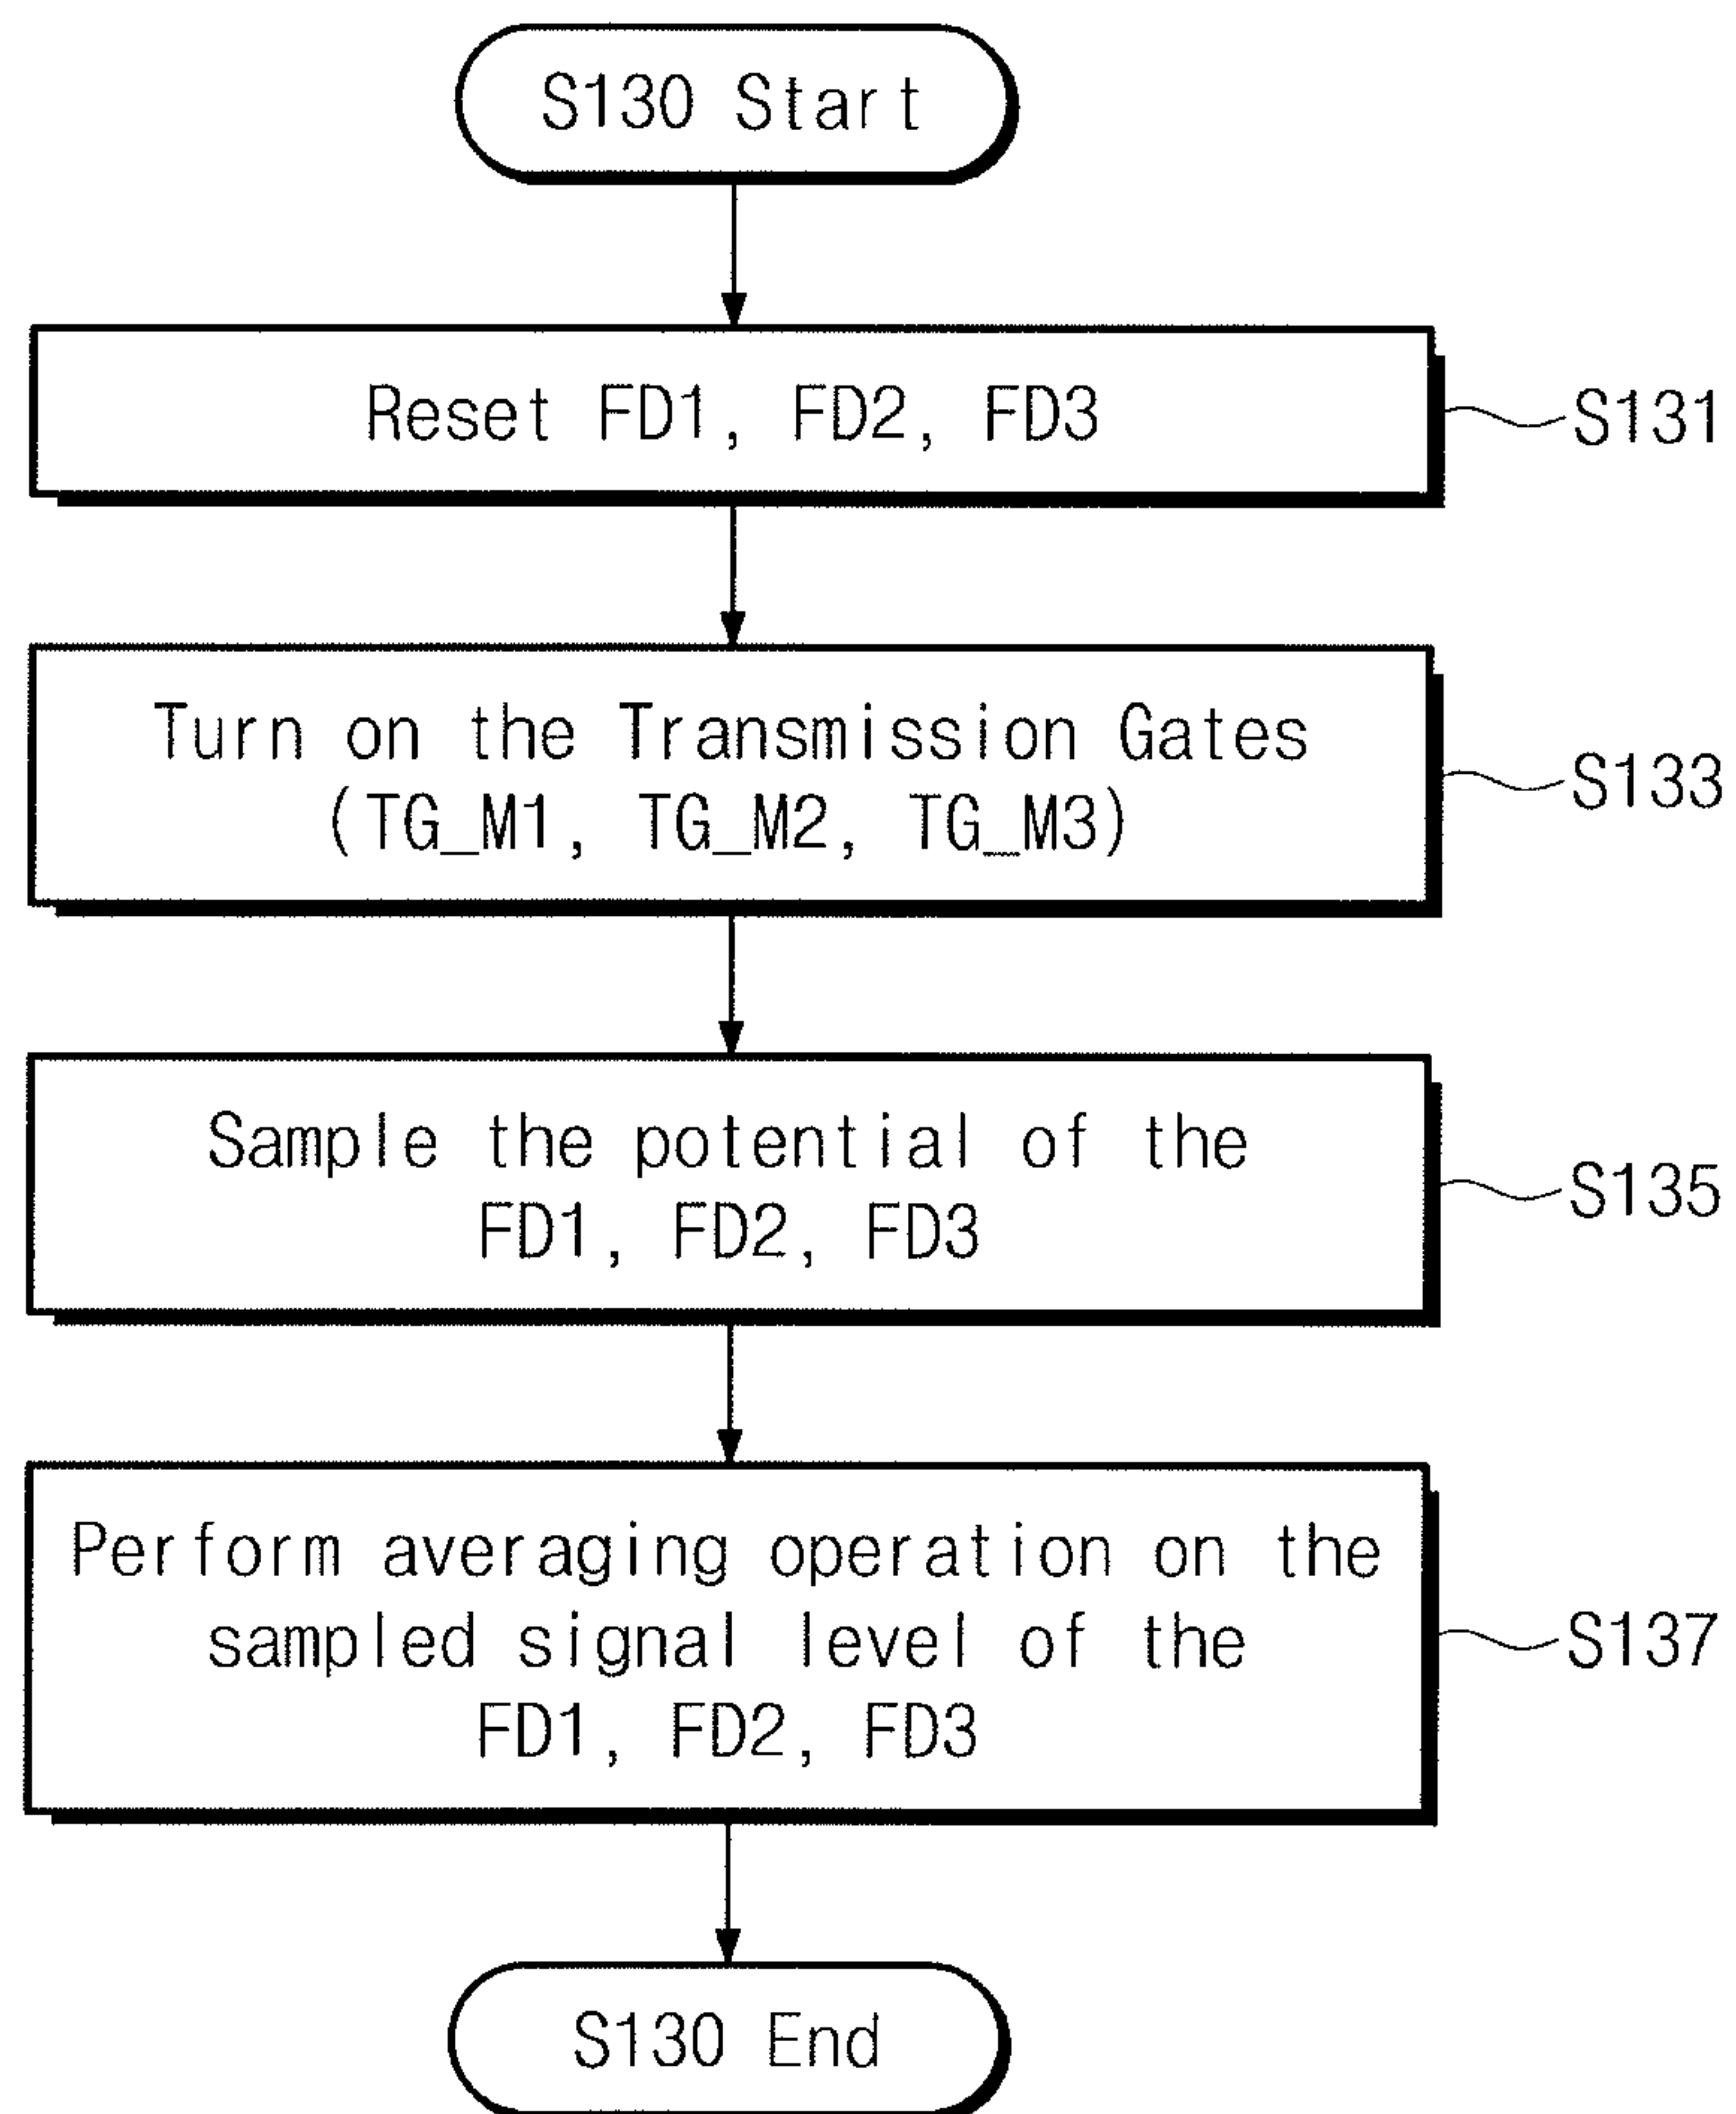 S130 Start
Reset FD1, FD2, FD3
S131
Turn on the Transmission Gates
(TG_M1, TG_M2, TG_M3)
S133
Sample the potential of the
FD1, FD2, FD3
S135
Perform averaging operation on the
sampled signal level of the
FD1, FD2, FD3
S137
S130 End